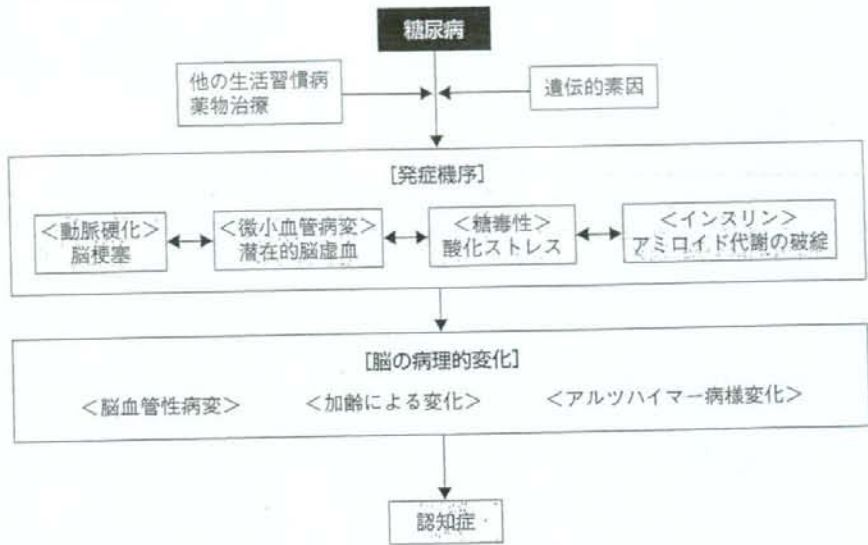 糖尿病
他の生活習慣病
薬物治療
遺伝的素因
[発症機序]
<動脈硬化>
脳梗塞
<微小血管病変>
潜在的脳虚血
<糖毒性>
酸化ストレス
<インスリン>
アミロイド代謝の破綻
[脳の病理的変化]
<脳血管性病変>
<加齢による変化>
<アルツハイマー病様変化>
認知症